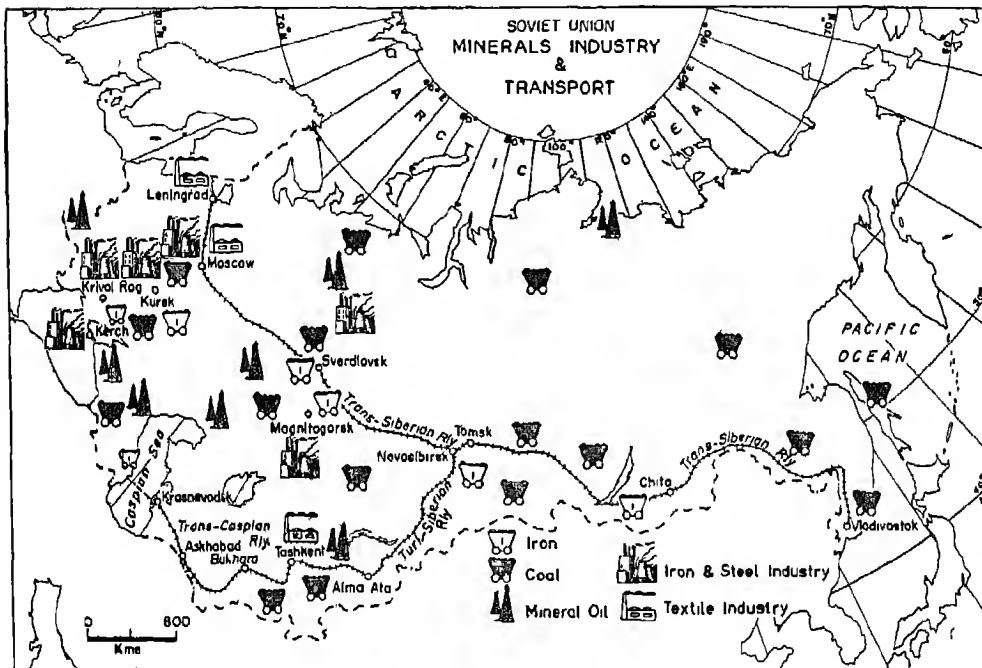 SOVIET UNION
MINERALS INDUSTRY
&
TRANSPORT
ARCTIC OCEAN
Leningrad
Moscow
Krivoi Rog
Kursk
Kerch
PACIFIC
OCEAN
Sverdlovsk
Magnitogorsk
Trans-Siberian Rly
Tomsk
Novosibirsk
Trans-Siberian
Rly
Chita
Vladivostok
Caspian Sea
Krasnovodsk
Trans-Caspian
Rly.
Turk-Siberian
Rly
Askhabad
Bukhara
Tashkent
Alma Ata
I Iron
Coal
Mineral Oil
Iron & Steel Industry
Textile Industry
0 800
Kms